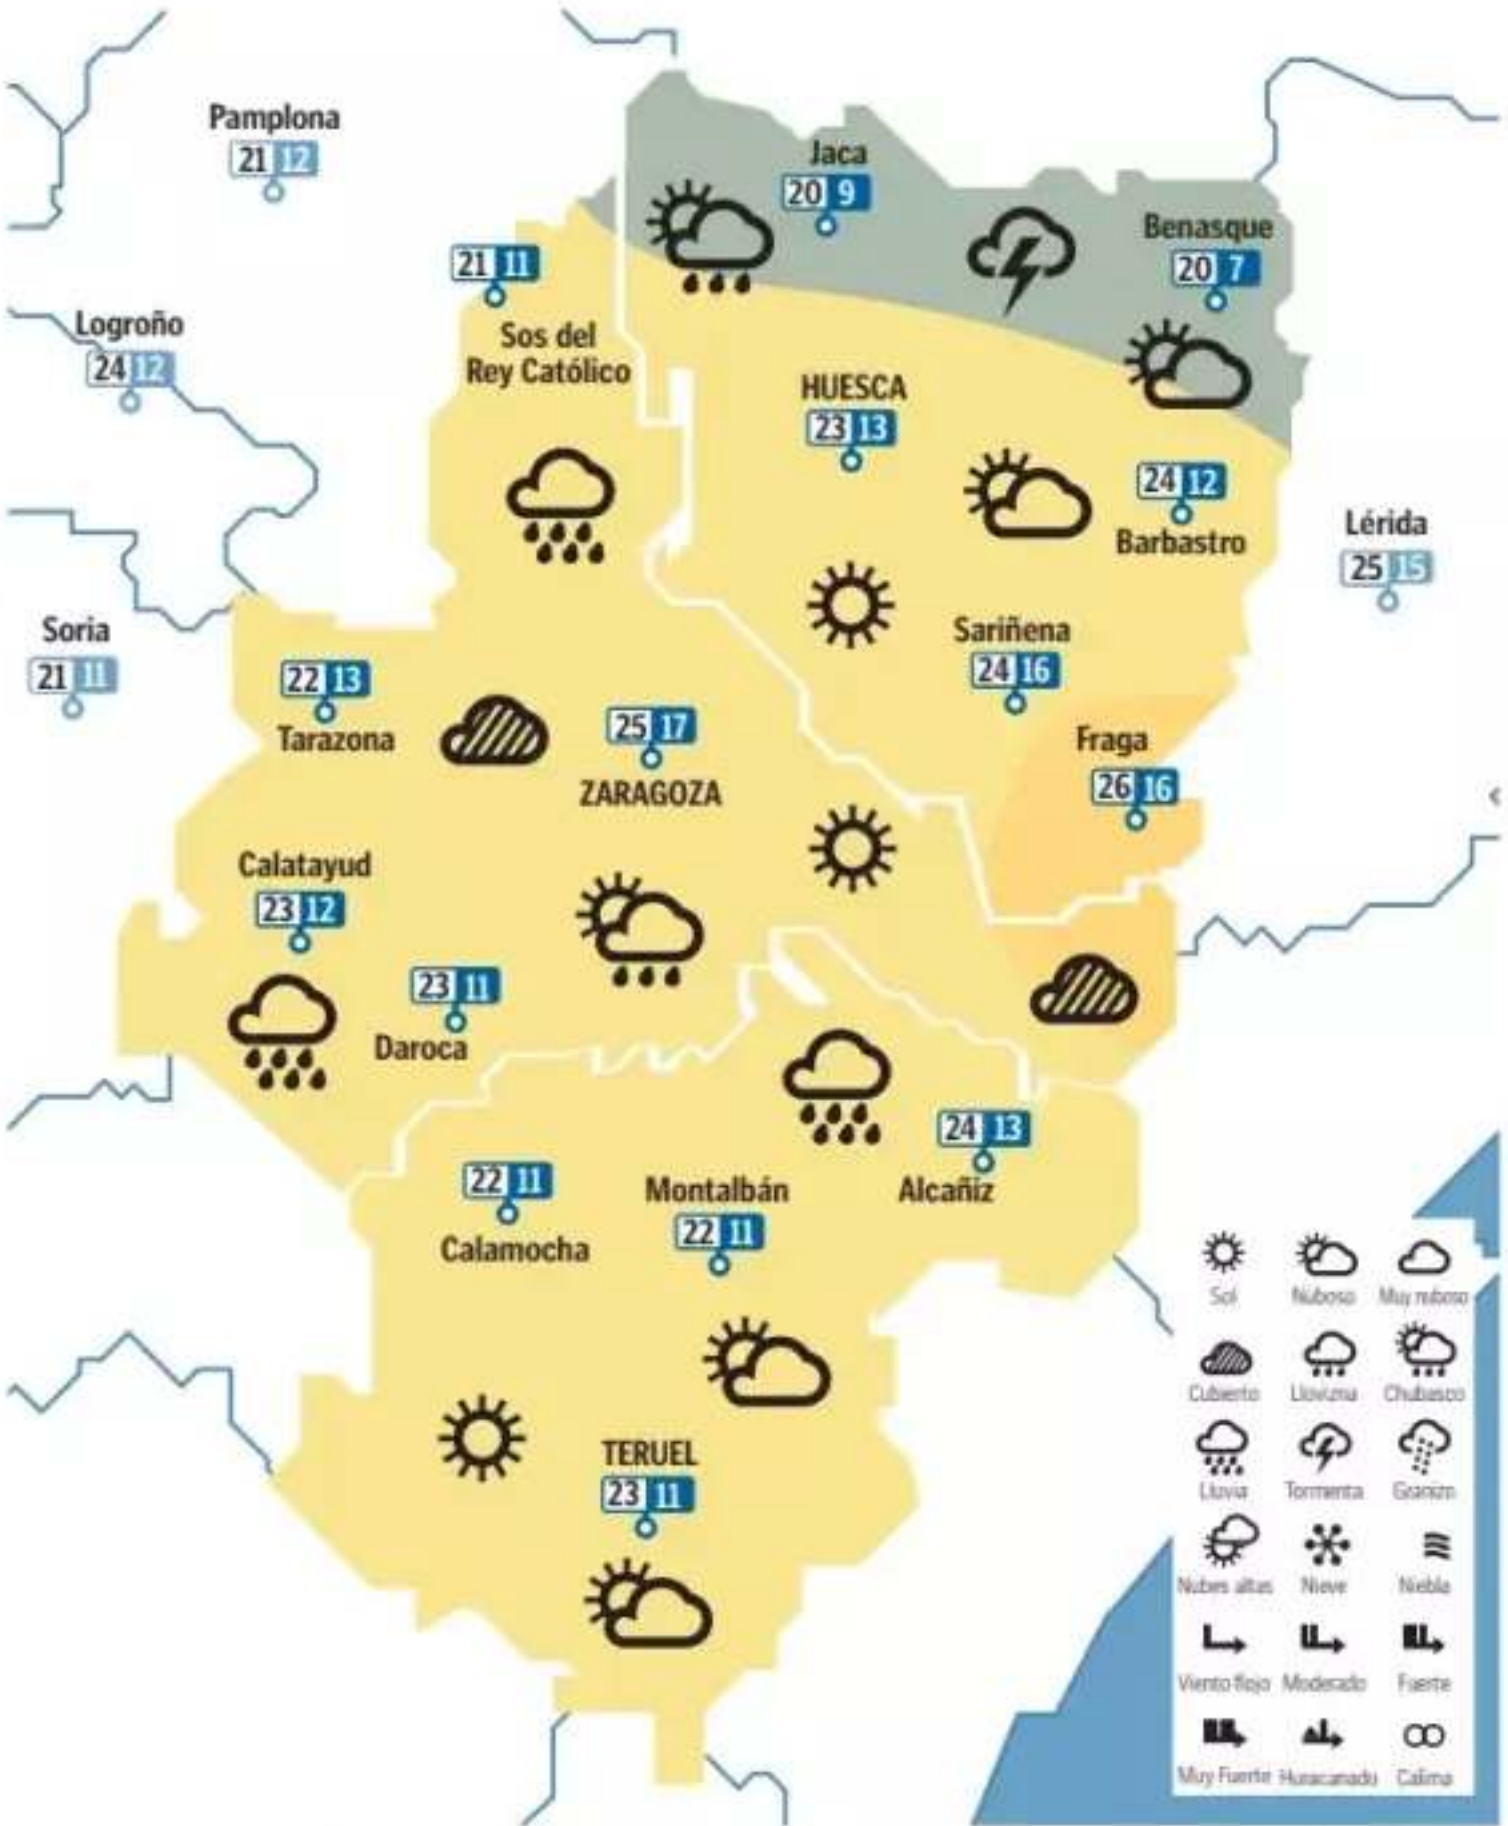 Pamplona
21 12
Jaca
20 9
Benasque
20 7
21 11
Sos del
Rey Católico
Logroño
24 12
HUESCA
23 13
24 12
Barbastro
Lérida
25 15
Soria
21 11
Sariñena
24 16
22 13
Tarazona
25 17
ZARAGOZA
Fraga
26 16
Calatayud
23 12
23 11
Daroca
24 13
Alcañiz
22 11
Calamocha
Montalbán
22 11
TERUEL
23 11
Sol Nuboso Muy nuboso
Cubierto Llovizna Chubasco
Lluvia Tormenta Granizo
Nubes altas Nieve Niebla
Viento flojo Moderado Fuerte
Muy Fuerte Huracanado Calima